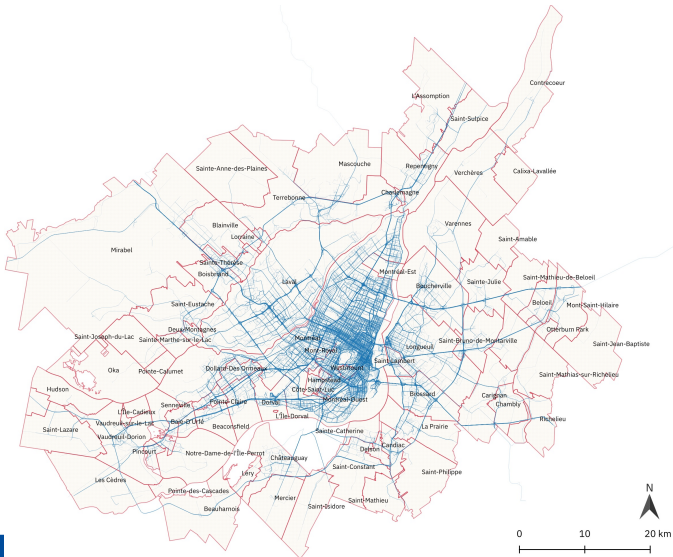 Contrecoeur
L'Assomption
Saint-Sulpice
Mascouche
Sainte-Anne-des-Plaines
Repentigny
Verchères
Calixa-Lavallée
Charlemagne
Terrebonne
Blainville
Lorraine
Varennes
Saint-Amable
Mirabel
Sainte-Thérèse
Boisbriand
Laval
Montréal-Est
Boucherville
Sainte-Julie
Saint-Mathieu-de-Beloeil
Saint-Eustache
Beloeil
Mont-Saint-Hilaire
Deux-Montagnes
Otterburn Park
Saint-Joseph-du-Lac
Sainte-Marthe-sur-le-Lac
Montréal
Mont-Royal
Longueuil
Saint-Bruno-de-Montarville
Saint-Jean-Baptiste
Saint-Lambert
Oka
Pointe-Calumet
Dollard-Des Ormeaux
Westmount
Saint-Mathias-sur-Richelieu
Hampstead
Côte-Saint-Luc
Hudson
Brossard
Carignan
Chambly
Senneville
Pointe-Claire
Dorval
Montréal-Ouest
L'Île-Cadieux
L'Île-Dorval
Richelieu
Vaudreuil-sur-le-Lac
Baie-D'Urfé
Beaconsfield
Saint-Lazare
La Prairie
Sainte-Catherine
Vaudreuil-Dorion
Candiac
Delson
Pincourt
Notre-Dame-de-l'Île-Perrot
Châteauguay
Saint-Constant
Léry
Saint-Philippe
Les Cèdres
Pointe-des-Cascades
Mercier
Saint-Mathieu
Saint-Isidore
Beauharnois
N
0 10 20 km